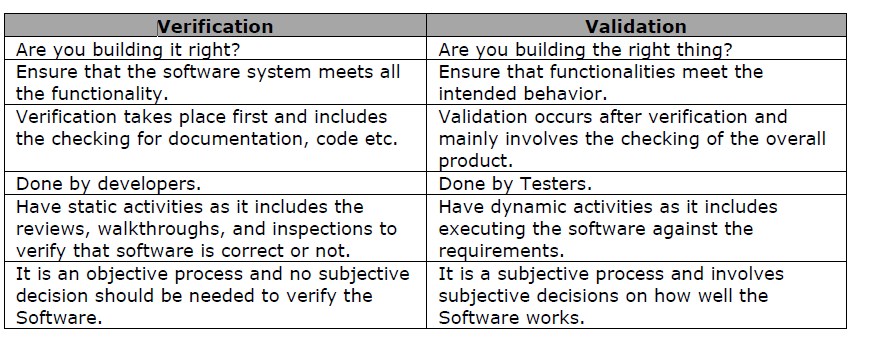 Verification
Validation
Are you building it right?
Are you building the right thing?
Ensure that the software system meets all
the functionality.
Ensure that functionalities meet the
intended behavior.
Verification takes place first and includes
the checking for documentation, code etc.
Validation occurs after verification and
mainly involves the checking of the overall
product.
Done by developers.
Done by Testers.
Have static activities as it includes the
reviews, walkthroughs, and inspections to
verify that software is correct or not.
Have dynamic activities as it includes
executing the software against the
requirements.
It is an objective process and no subjective
decision should be needed to verify the
Software.
It is a subjective process and involves
subjective decisions on how well the
Software works.